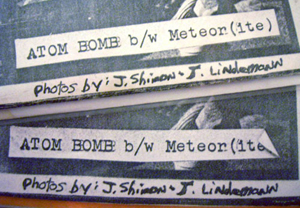 ATOM BOMB b/w Meteor(ite)
Photos by: J. Shimon - J. Lindemann
ATOM BOMB b/w Meteor(ite
Photos by: J. Shimon - J. Lindemann